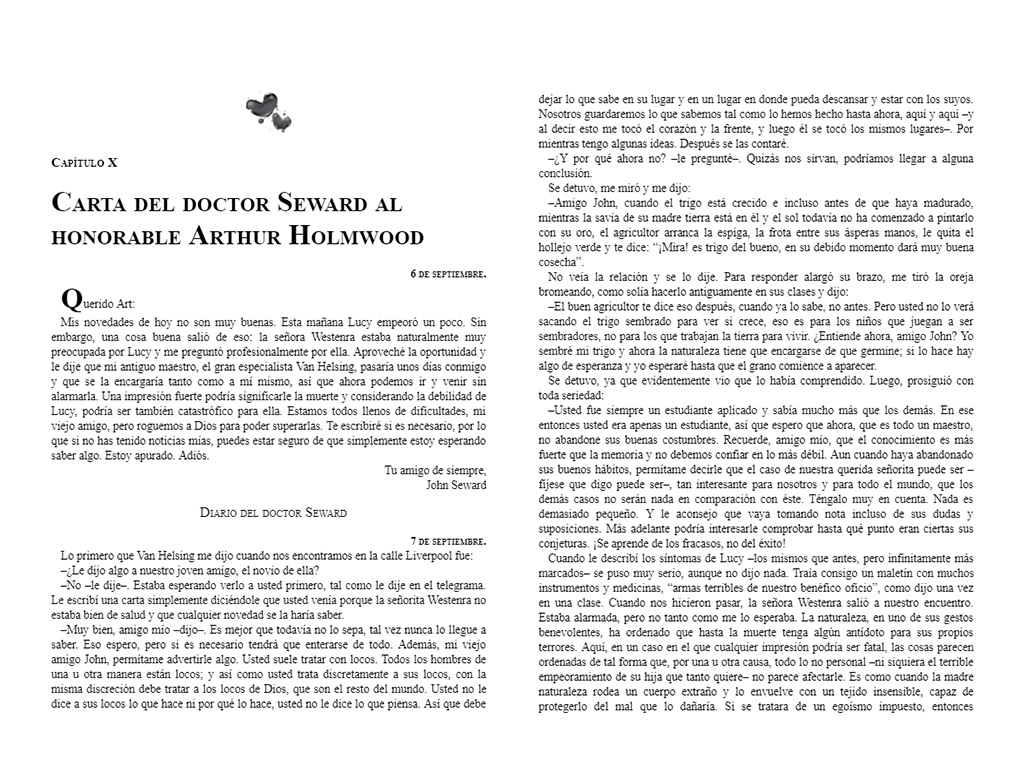 CAPÍTULO X
CARTA DEL DOCTOR SEWARD AL
HONORABLE ARTHUR HOLMWOOD
6 DE SEPTIEMBRE.
Querido Art:
Mis novedades de hoy no son muy buenas. Esta mañana Lucy empeoró un poco. Sin
embargo, una cosa buena salió de eso: la señora Westenra estaba naturalmente muy
preocupada por Lucy y me preguntó profesionalmente por ella. Aproveché la oportunidad y
le dije que mi antiguo maestro, el gran especialista Van Helsing, pasaría unos días conmigo
y que se la encargaría tanto como a mí mismo, así que ahora podemos ir y venir sin
alarmarla. Una impresión fuerte podría significarle la muerte y considerando la debilidad de
Lucy, podría ser también catastrófico para ella. Estamos todos llenos de dificultades, mi
viejo amigo, pero roguemos a Dios para poder superarlas. Te escribiré si es necesario, por lo
que si no has tenido noticias mías, puedes estar seguro de que simplemente estoy esperando
saber algo. Estoy apurado. Adiós.
Tu amigo de siempre,
John Seward
DIARIO DEL DOCTOR SEWARD
7 DE SEPTIEMBRE.
Lo primero que Van Helsing me dijo cuando nos encontramos en la calle Liverpool fue:
–¿Le dijo algo a nuestro joven amigo, el novio de ella?
–No –le dije–. Estaba esperando verlo a usted primero, tal como le dije en el telegrama.
Le escribí una carta simplemente diciéndole que usted venía porque la señorita Westenra no
estaba bien de salud y que cualquier novedad se la haría saber.
–Muy bien, amigo mío –dijo–. Es mejor que todavía no lo sepa, tal vez nunca lo llegue a
saber. Eso espero, pero si es necesario tendrá que enterarse de todo. Además, mi viejo
amigo John, permítame advertirle algo. Usted suele tratar con locos. Todos los hombres de
una u otra manera están locos; y así como usted trata discretamente a sus locos, con la
misma discreción debe tratar a los locos de Dios, que son el resto del mundo. Usted no le
dice a sus locos lo que hace ni por qué lo hace, usted no le dice lo que piensa. Así que debe
dejar lo que sabe en su lugar y en un lugar en donde pueda descansar y estar con los suyos.
Nosotros guardaremos lo que sabemos tal como lo hemos hecho hasta ahora, aquí y aquí –y
al decir esto me tocó el corazón y la frente, y luego él se tocó los mismos lugares–. Por
mientras tengo algunas ideas. Después se las contaré.
–¿Y por qué ahora no? –le pregunté–. Quizás nos sirvan, podríamos llegar a alguna
conclusión.
Se detuvo, me miró y me dijo:
–Amigo John, cuando el trigo está crecido e incluso antes de que haya madurado,
mientras la savia de su madre tierra está en él y el sol todavía no ha comenzado a pintarlo
con su oro, el agricultor arranca la espiga, la frota entre sus ásperas manos, le quita el
hollejo verde y te dice: “¡Mira! es trigo del bueno, en su debido momento dará muy buena
cosecha”.
No veía la relación y se lo dije. Para responder alargó su brazo, me tiró la oreja
bromeando, como solía hacerlo antiguamente en sus clases y dijo:
–El buen agricultor te dice eso después, cuando ya lo sabe, no antes. Pero usted no lo verá
sacando el trigo sembrado para ver si crece, eso es para los niños que juegan a ser
sembradores, no para los que trabajan la tierra para vivir. ¿Entiende ahora, amigo John? Yo
sembré mi trigo y ahora la naturaleza tiene que encargarse de que germine; si lo hace hay
algo de esperanza y yo esperaré hasta que el grano comience a aparecer.
Se detuvo, ya que evidentemente vio que lo había comprendido. Luego, prosiguió con
toda seriedad:
–Usted fue siempre un estudiante aplicado y sabía mucho más que los demás. En ese
entonces usted era apenas un estudiante, así que espero que ahora, que es todo un maestro,
no abandone sus buenas costumbres. Recuerde, amigo mío, que el conocimiento es más
fuerte que la memoria y no debemos confiar en lo más débil. Aun cuando haya abandonado
sus buenos hábitos, permítame decirle que el caso de nuestra querida señorita puede ser –
fíjese que digo puede ser–, tan interesante para nosotros y para todo el mundo, que los
demás casos no serán nada en comparación con éste. Téngalo muy en cuenta. Nada es
demasiado pequeño. Y le aconsejo que vaya tomando nota incluso de sus dudas y
suposiciones. Más adelante podría interesarle comprobar hasta qué punto eran ciertas sus
conjeturas. ¡Se aprende de los fracasos, no del éxito!
Cuando le describí los síntomas de Lucy –los mismos que antes, pero infinitamente más
marcados– se puso muy serio, aunque no dijo nada. Traía consigo un maletín con muchos
instrumentos y medicinas, “armas terribles de nuestro benéfico oficio”, como dijo una vez
en una clase. Cuando nos hicieron pasar, la señora Westenra salió a nuestro encuentro.
Estaba alarmada, pero no tanto como me lo esperaba. La naturaleza, en uno de sus gestos
benevolentes, ha ordenado que hasta la muerte tenga algún antídoto para sus propios
terrores. Aquí, en un caso en el que cualquier impresión podría ser fatal, las cosas parecen
ordenadas de tal forma que, por una u otra causa, todo lo no personal –ni siquiera el terrible
empeoramiento de su hija que tanto quiere– no parece afectarle. Es como cuando la madre
naturaleza rodea un cuerpo extraño y lo envuelve con un tejido insensible, capaz de
protegerlo del mal que lo dañaría. Si se tratara de un egoísmo impuesto, entonces